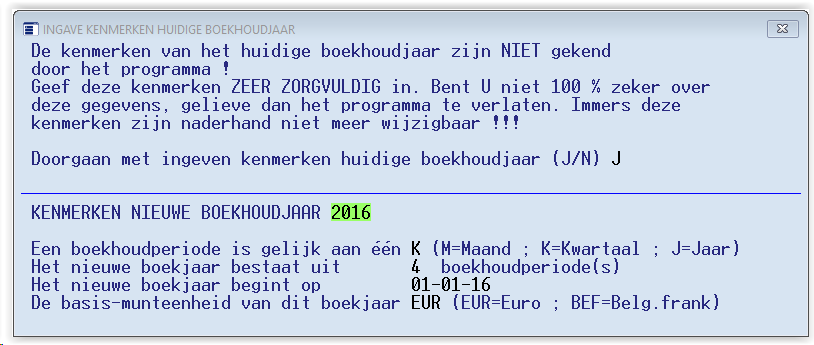 INGAVE KENMERKEN HUIDIGE BOEKHOUDJAAR
De kenmerken van het huidige boekhoudjaar zijn NIET gekend
door het programma !
Geef deze kenmerken ZEER ZORGVULDIG in. Bent U niet 100 % zeker over
deze gegevens, gelieve dan het programma te verlaten. Immers deze
kenmerken zijn naderhand niet meer wijzigbaar !!!
Doorgaan met ingeven kenmerken huidige boekhoudjaar (J/N) J
KENMERKEN NIEUWE BOEKHOUDJAAR 2016
Een boekhoudperiode is gelijk aan één K (M=Maand ; K=Kwartaal ; J=Jaar)
Het nieuwe boekjaar bestaat uit 4 boekhoudperiode(s)
Het nieuwe boekjaar begint op 01-01-16
De basis-munteenheid van dit boekjaar EUR (EUR=Euro ; BEF=Belg.frank)